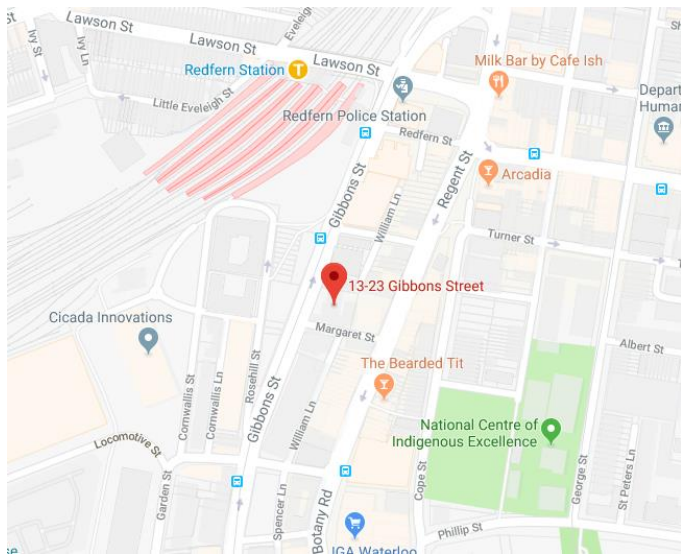 Lawson St
Eveleigh St
Ivy St
Ivy Ln
Lawson St
Redfern Station
T
Milk Bar by Cafe Ish
Little Eveleigh St
Redfern Police Station
Depart
Human
Redfern St
Gibbons St
Regent St
Arcadia
William Ln
Turner St
T
13-23 Gibbons Street
Cicada Innovations
Margaret St
Albert St
The Bearded Tit
Cornwallis St
Cornwallis Ln
Rosehill St
Gibbons St
William Ln
National Centre of
Indigenous Excellence
Locomotive St
Garden St
Spencer Ln
Botany Rd
Cope St
George St
St Peters Ln
Phillip St
IGA Waterloo
se